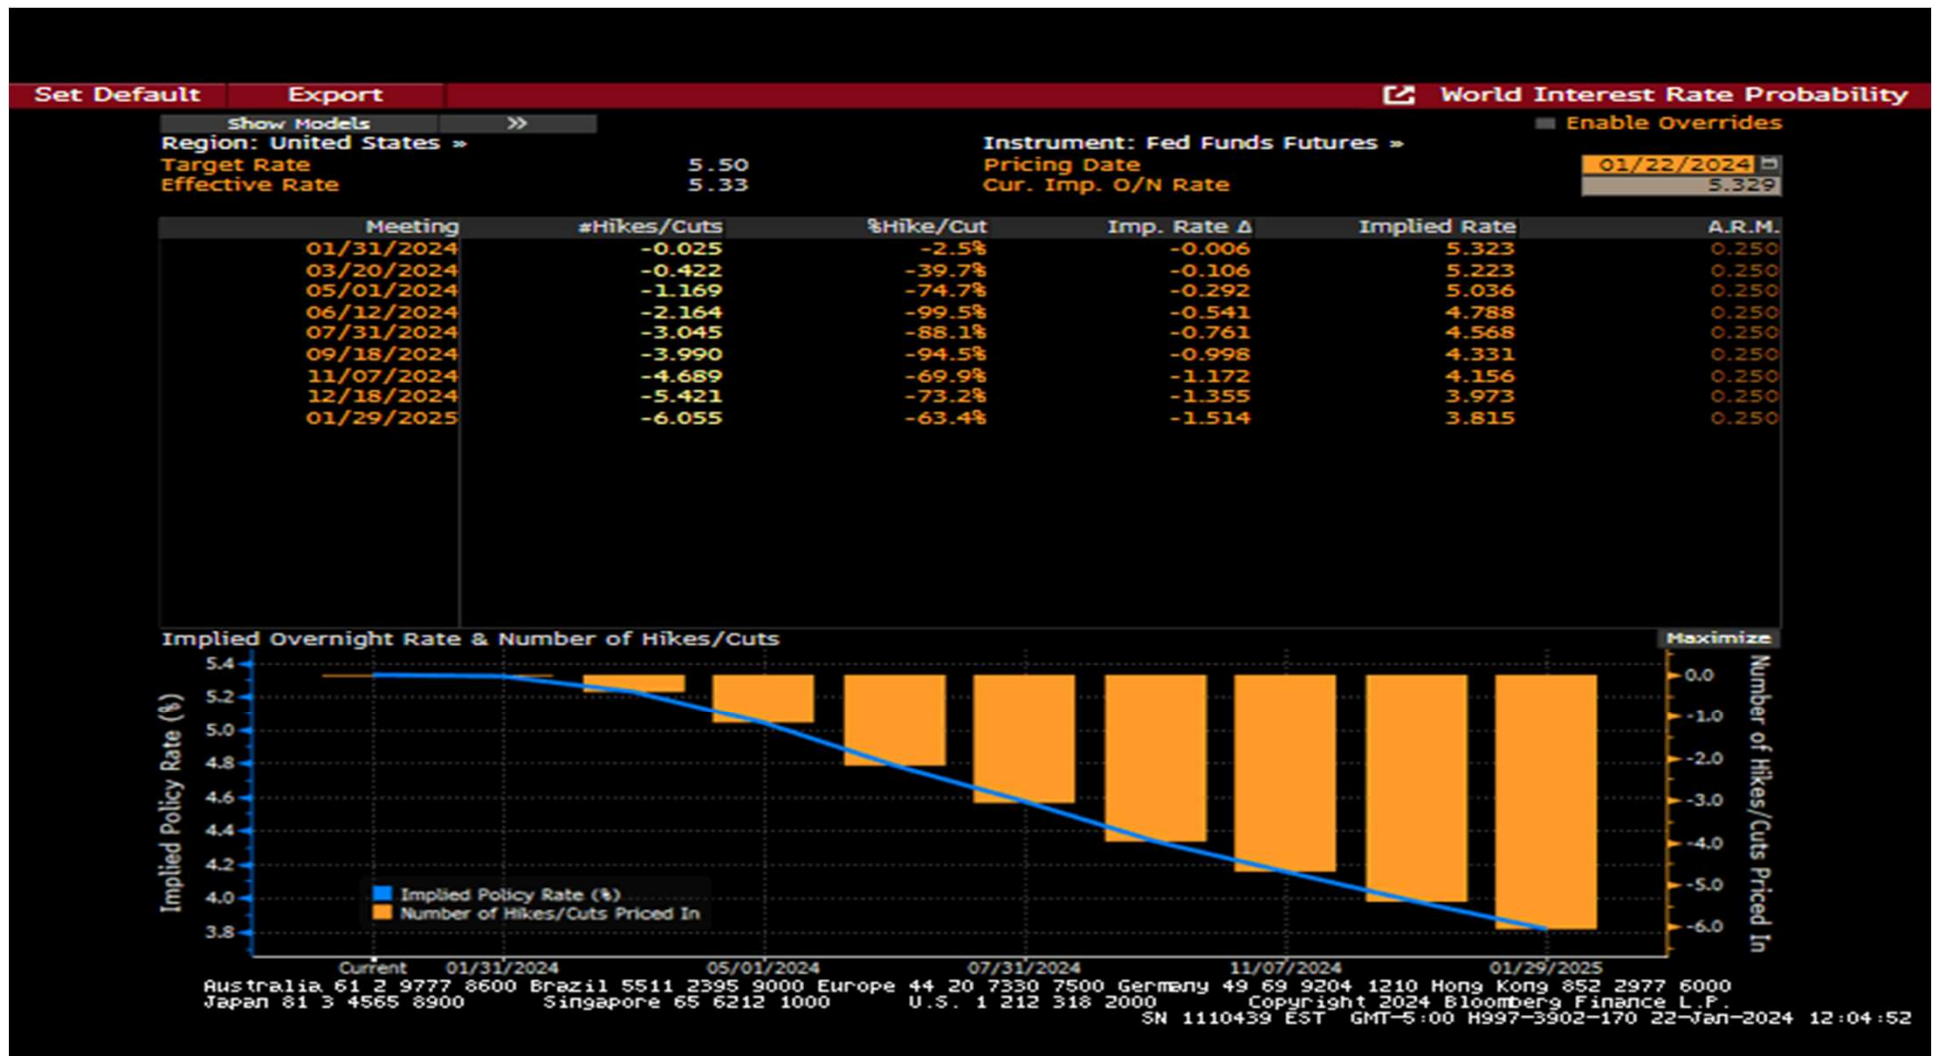 Set Default Export World Interest Rate Probability
Show Models » Enable Overrides
Region: United States » Instrument: Fed Funds Futures »
Target Rate 5.50 Pricing Date 01/22/2024
Effective Rate 5.33 Cur. Imp. O/N Rate 5.329
Meeting #Hikes/Cuts %Hike/Cut Imp. Rate Δ Implied Rate A.R.M.
01/31/2024 -0.025 -2.5% -0.006 5.323 0.250
03/20/2024 -0.422 -39.7% -0.106 5.223 0.250
05/01/2024 -1.169 -74.7% -0.292 5.036 0.250
06/12/2024 -2.164 -99.5% -0.541 4.788 0.250
07/31/2024 -3.045 -88.1% -0.761 4.568 0.250
09/18/2024 -3.990 -94.5% -0.998 4.331 0.250
11/07/2024 -4.689 -69.9% -1.172 4.156 0.250
12/18/2024 -5.421 -73.2% -1.355 3.973 0.250
01/29/2025 -6.055 -63.4% -1.514 3.815 0.250
Implied Overnight Rate & Number of Hikes/Cuts Maximize
Implied Policy Rate (%)
5.4
5.2
5.0
4.8
4.6
4.4
4.2
4.0
3.8
0.0
-1.0
-2.0
-3.0
-4.0
-5.0
-6.0
Number of Hikes/Cuts Priced In
Implied Policy Rate (%)
Number of Hikes/Cuts Priced In
Current 01/31/2024 05/01/2024 07/31/2024 11/07/2024 01/29/2025
Australia 61 2 9777 8600 Brazil 5511 2395 9000 Europe 44 20 7330 7500 Germany 49 69 9204 1210 Hong Kong 852 2977 6000
Japan 81 3 4565 8900 Singapore 65 6212 1000 U.S. 1 212 318 2000 Copyright 2024 Bloomberg Finance L.P.
SN 1110439 EST GMT-5:00 H997-3902-170 22-Jan-2024 12:04:52